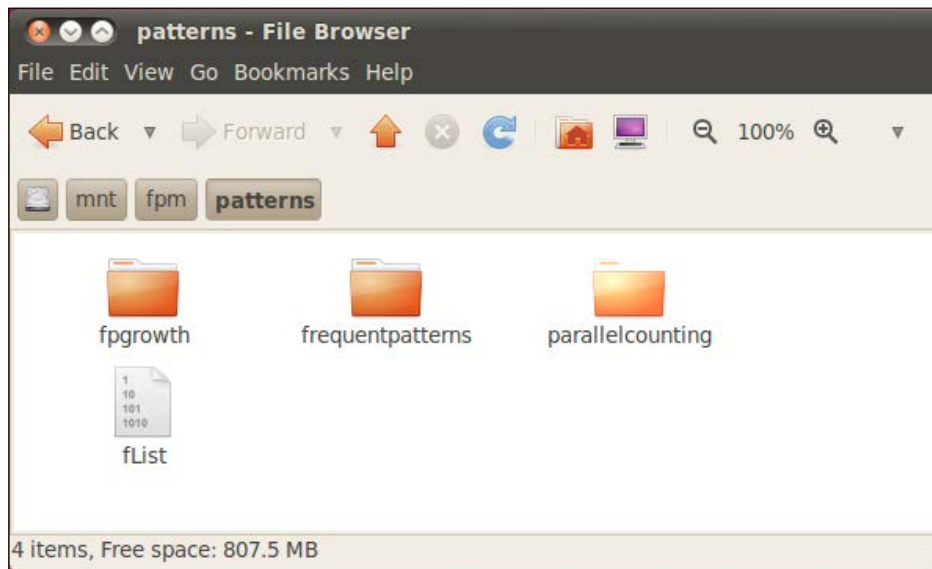 patterns - File Browser
File Edit View Go Bookmarks Help
Back Forward 100%
mnt fpm patterns
fpgrowth frequentpatterns parallelcounting
1
10
101
1010
fList
4 items, Free space: 807.5 MB